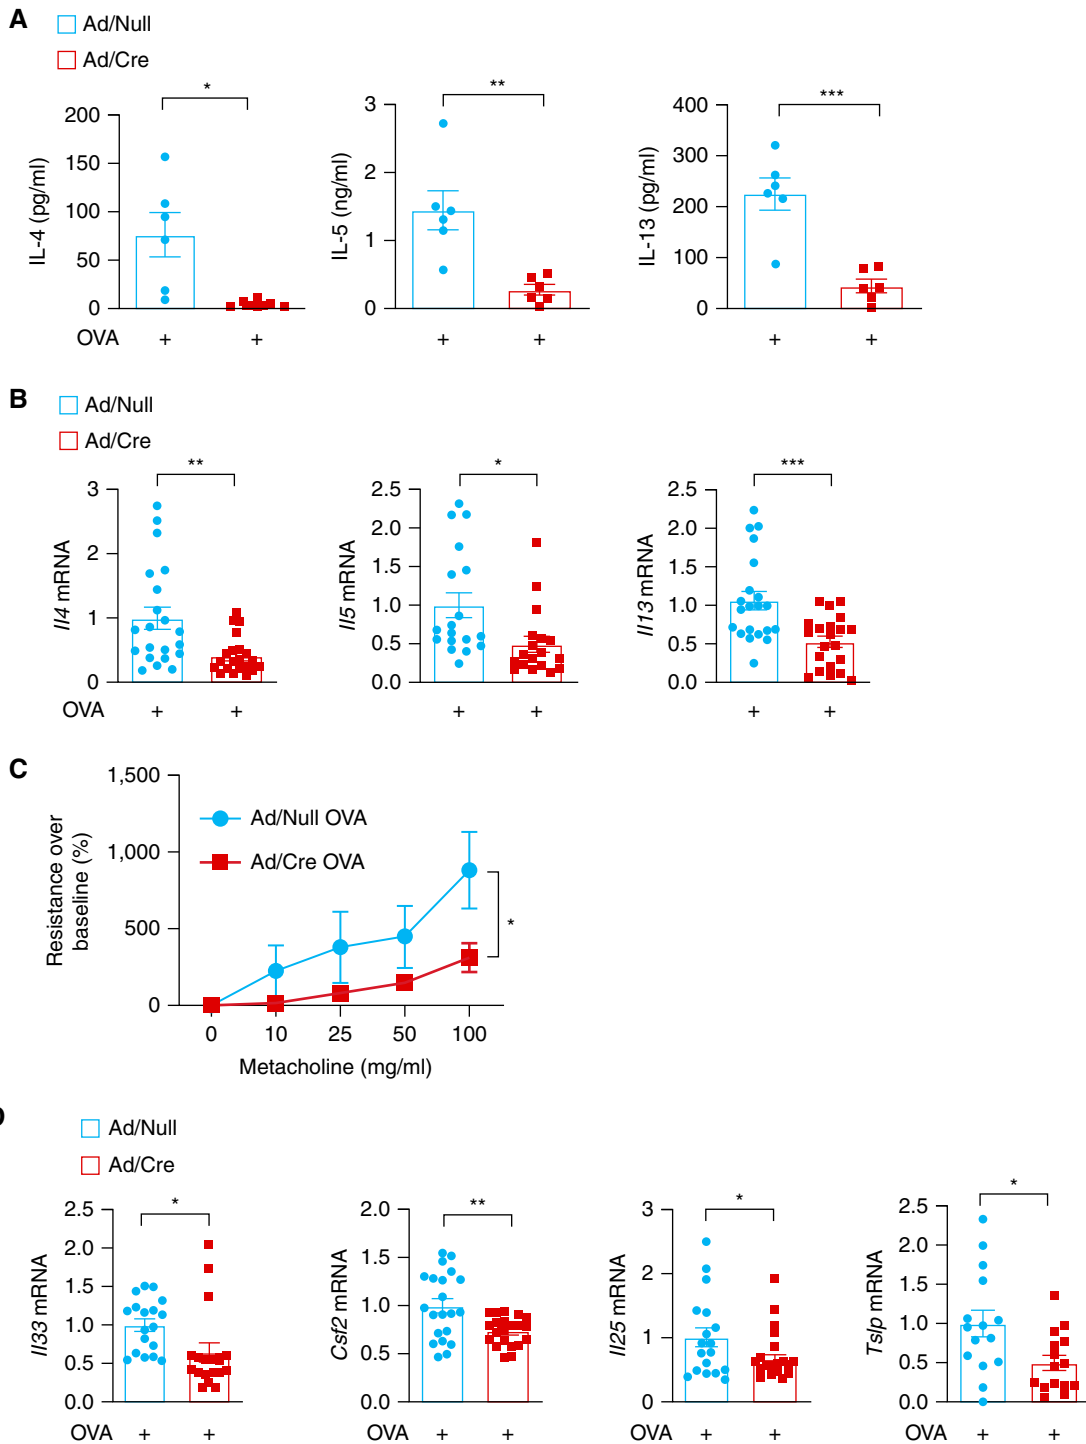 A
Ad/Null
Ad/Cre
* ** ***
IL-4 (pg/ml)
200
150
100
50
0
IL-5 (ng/ml)
3
2
1
0
IL-13 (pg/ml)
400
300
200
100
0
OVA + + + + + +
B
Ad/Null
Ad/Cre
** * ***
Il4 mRNA
3
2
1
0
Il5 mRNA
2.5
2.0
1.5
1.0
0.5
0.0
Il13 mRNA
2.5
2.0
1.5
1.0
0.5
0.0
OVA + + + + + +
C
Resistance over
baseline (%)
1,500
1,000
500
0
Ad/Null OVA
Ad/Cre OVA
*
0 10 25 50 100
Metacholine (mg/ml)
Ad/Null
Ad/Cre
* ** * *
Il33 mRNA
2.5
2.0
1.5
1.0
0.5
0.0
Csf2 mRNA
2.0
1.5
1.0
0.5
0.0
Il25 mRNA
3
2
1
0
Tslp mRNA
2.5
2.0
1.5
1.0
0.5
0.0
OVA + + OVA + + OVA + + OVA + +